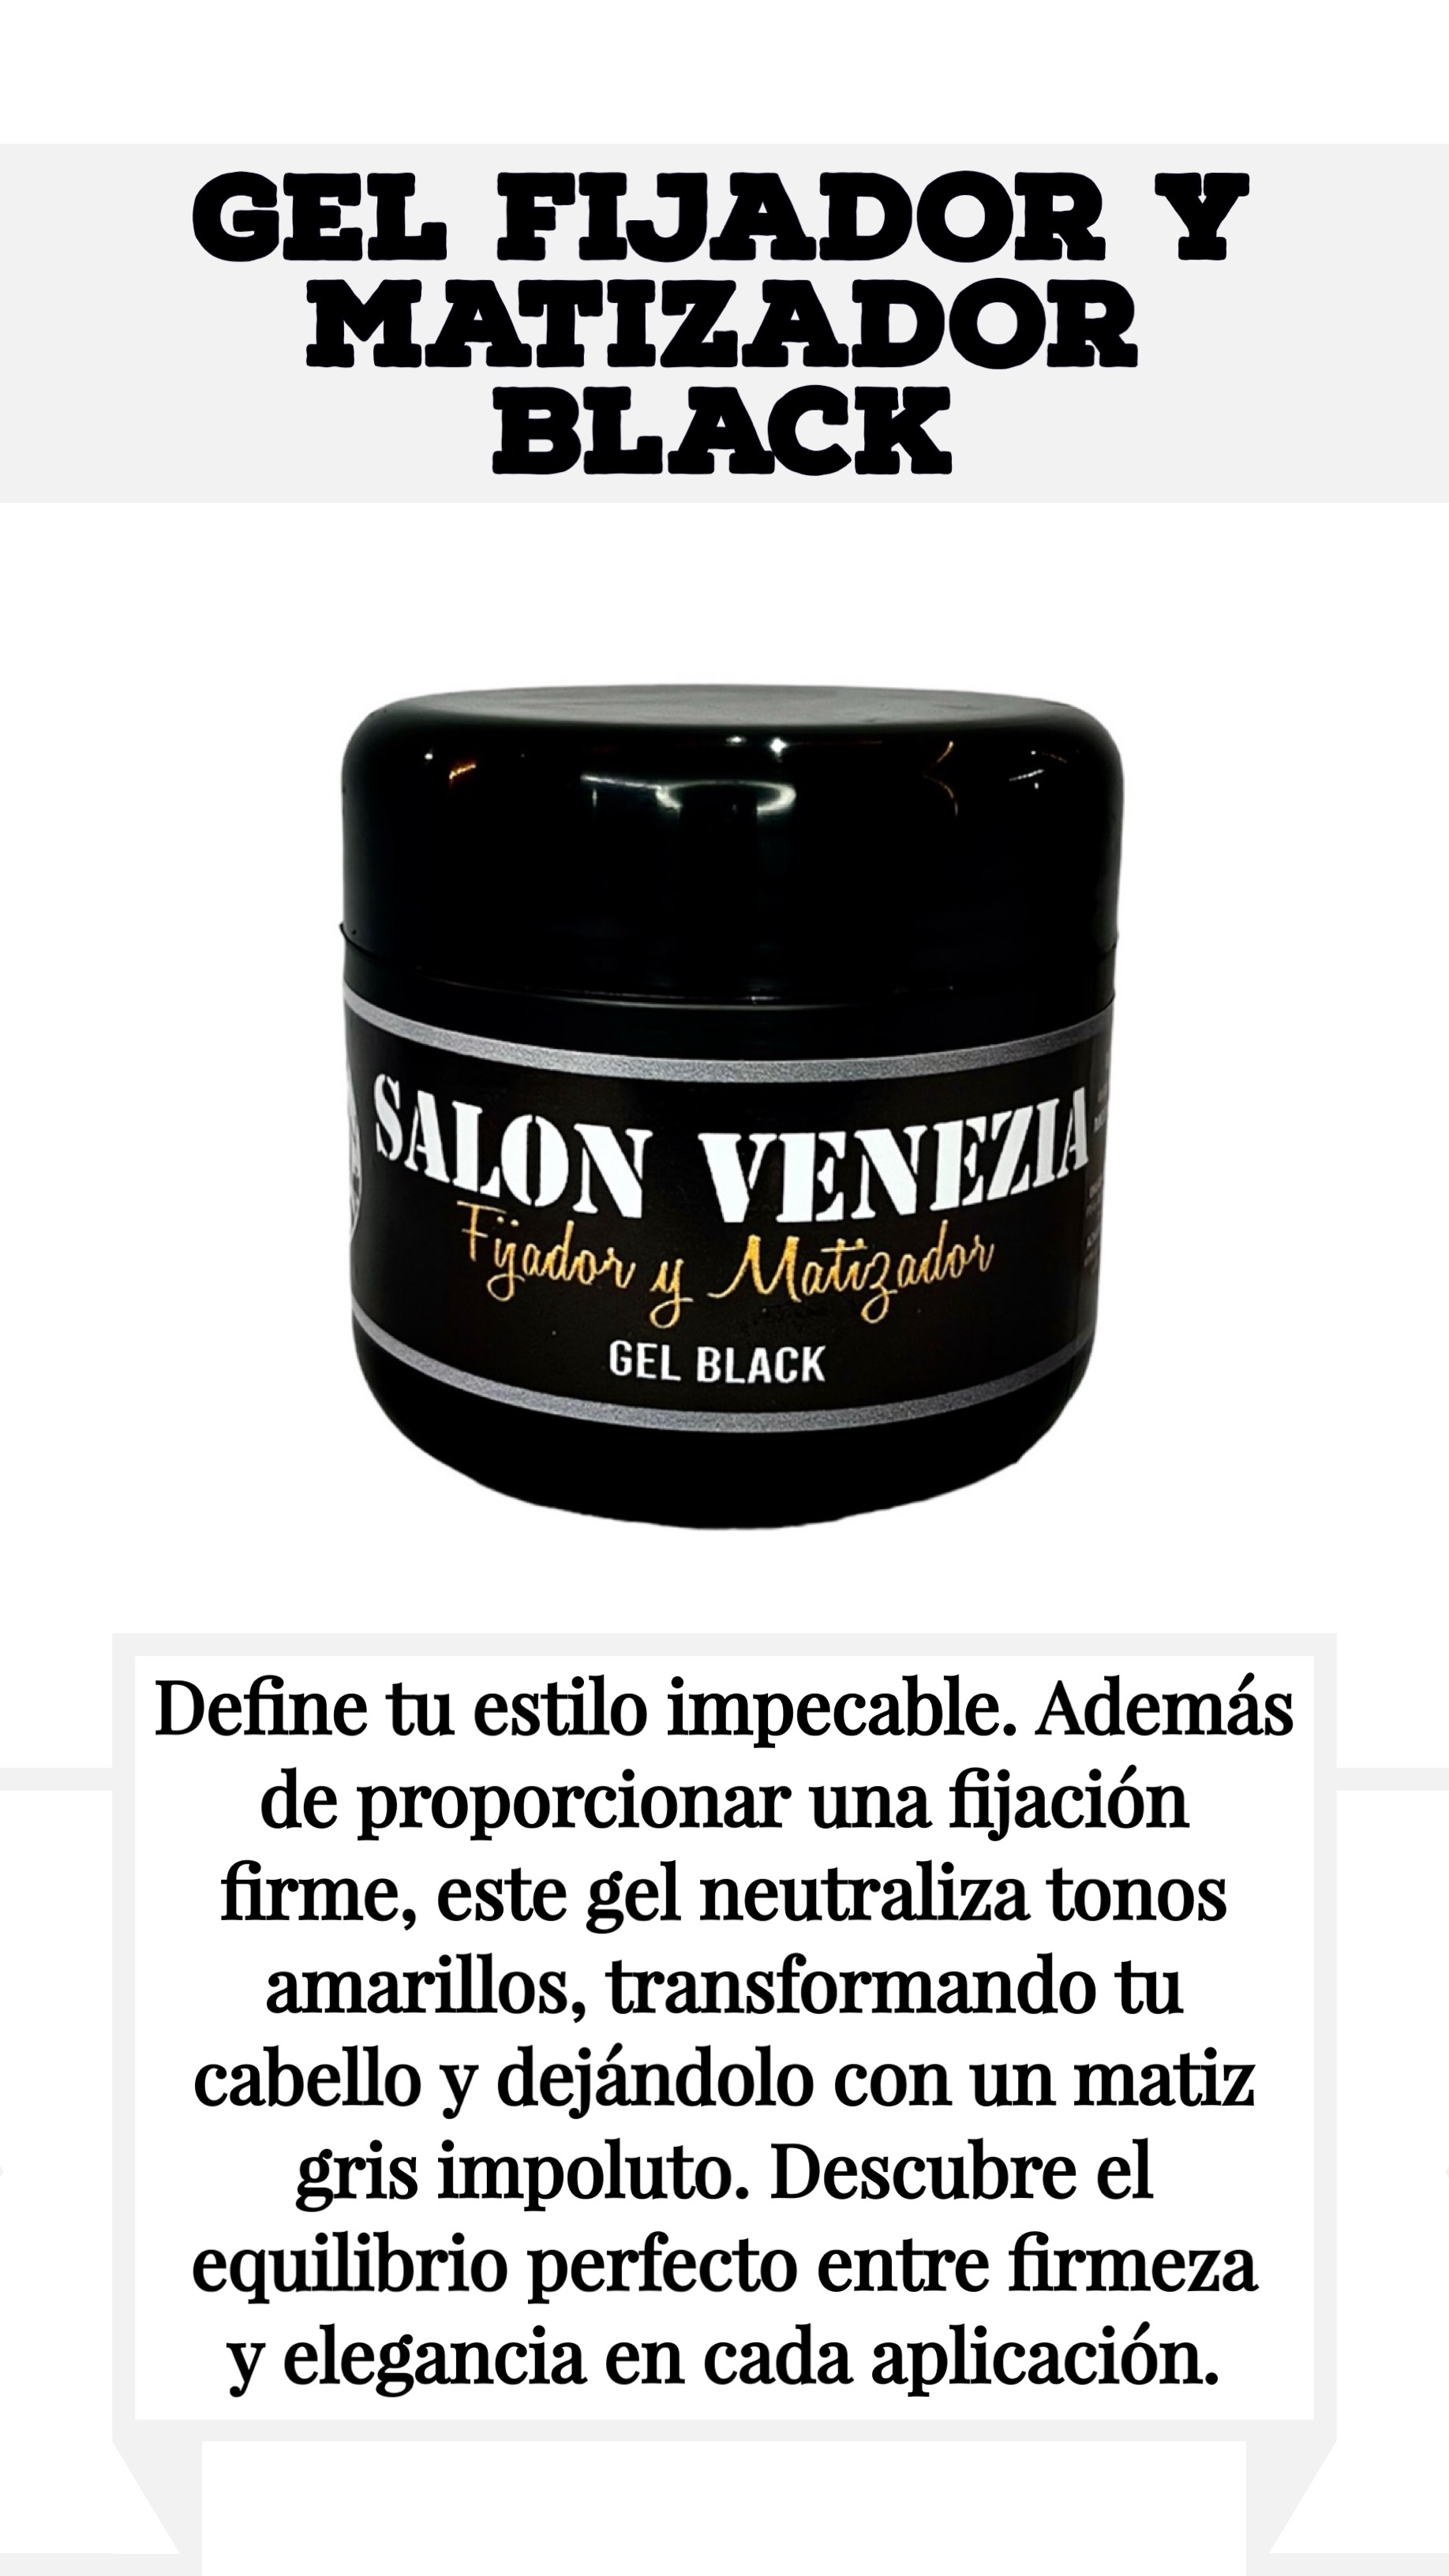 GEL FIJADOR Y
MATIZADOR
BLACK
SALON VENEZIA
Fijador y Matizador
GEL BLACK
Define tu estilo impecable. Además
de proporcionar una fijación
firme, este gel neutraliza tonos
amarillos, transformando tu
cabello y dejándolo con un matiz
gris impoluto. Descubre el
equilibrio perfecto entre firmeza
y elegancia en cada aplicación.